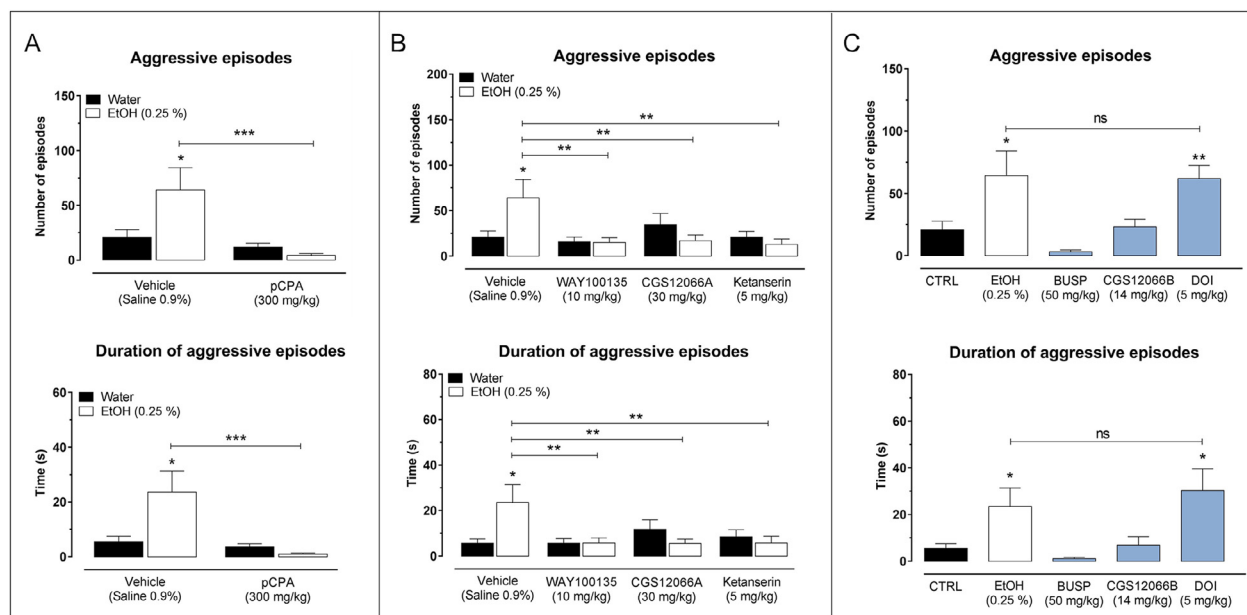 A
Aggressive episodes
Water
EtOH (0.25 %)
Number of episodes
150
100
50
0
***
*
Vehicle
(Saline 0.9%)
pCPA
(300 mg/kg)
Duration of aggressive episodes
Water
EtOH (0.25 %)
Time (s)
60
40
20
0
***
*
Vehicle
(Saline 0.9%)
pCPA
(300 mg/kg)
B
Aggressive episodes
Water
EtOH (0.25 %)
Number of episodes
200
150
100
50
0
**
**
**
*
Vehicle
(Saline 0.9%)
WAY100135
(10 mg/kg)
CGS12066A
(30 mg/kg)
Ketanserin
(5 mg/kg)
Duration of aggressive episodes
Water
EtOH (0.25 %)
Time (s)
80
60
40
20
0
**
**
**
*
Vehicle
(Saline 0.9%)
WAY100135
(10 mg/kg)
CGS12066A
(30 mg/kg)
Ketanserin
(5 mg/kg)
C
Aggressive episodes
Number of episodes
150
100
50
0
ns
*
**
CTRL
EtOH
(0.25 %)
BUSP
(50 mg/kg)
CGS12066B
(14 mg/kg)
DOI
(5 mg/kg)
Duration of aggressive episodes
Time (s)
80
60
40
20
0
ns
*
*
CTRL
EtOH
(0.25 %)
BUSP
(50 mg/kg)
CGS12066B
(14 mg/kg)
DOI
(5 mg/kg)